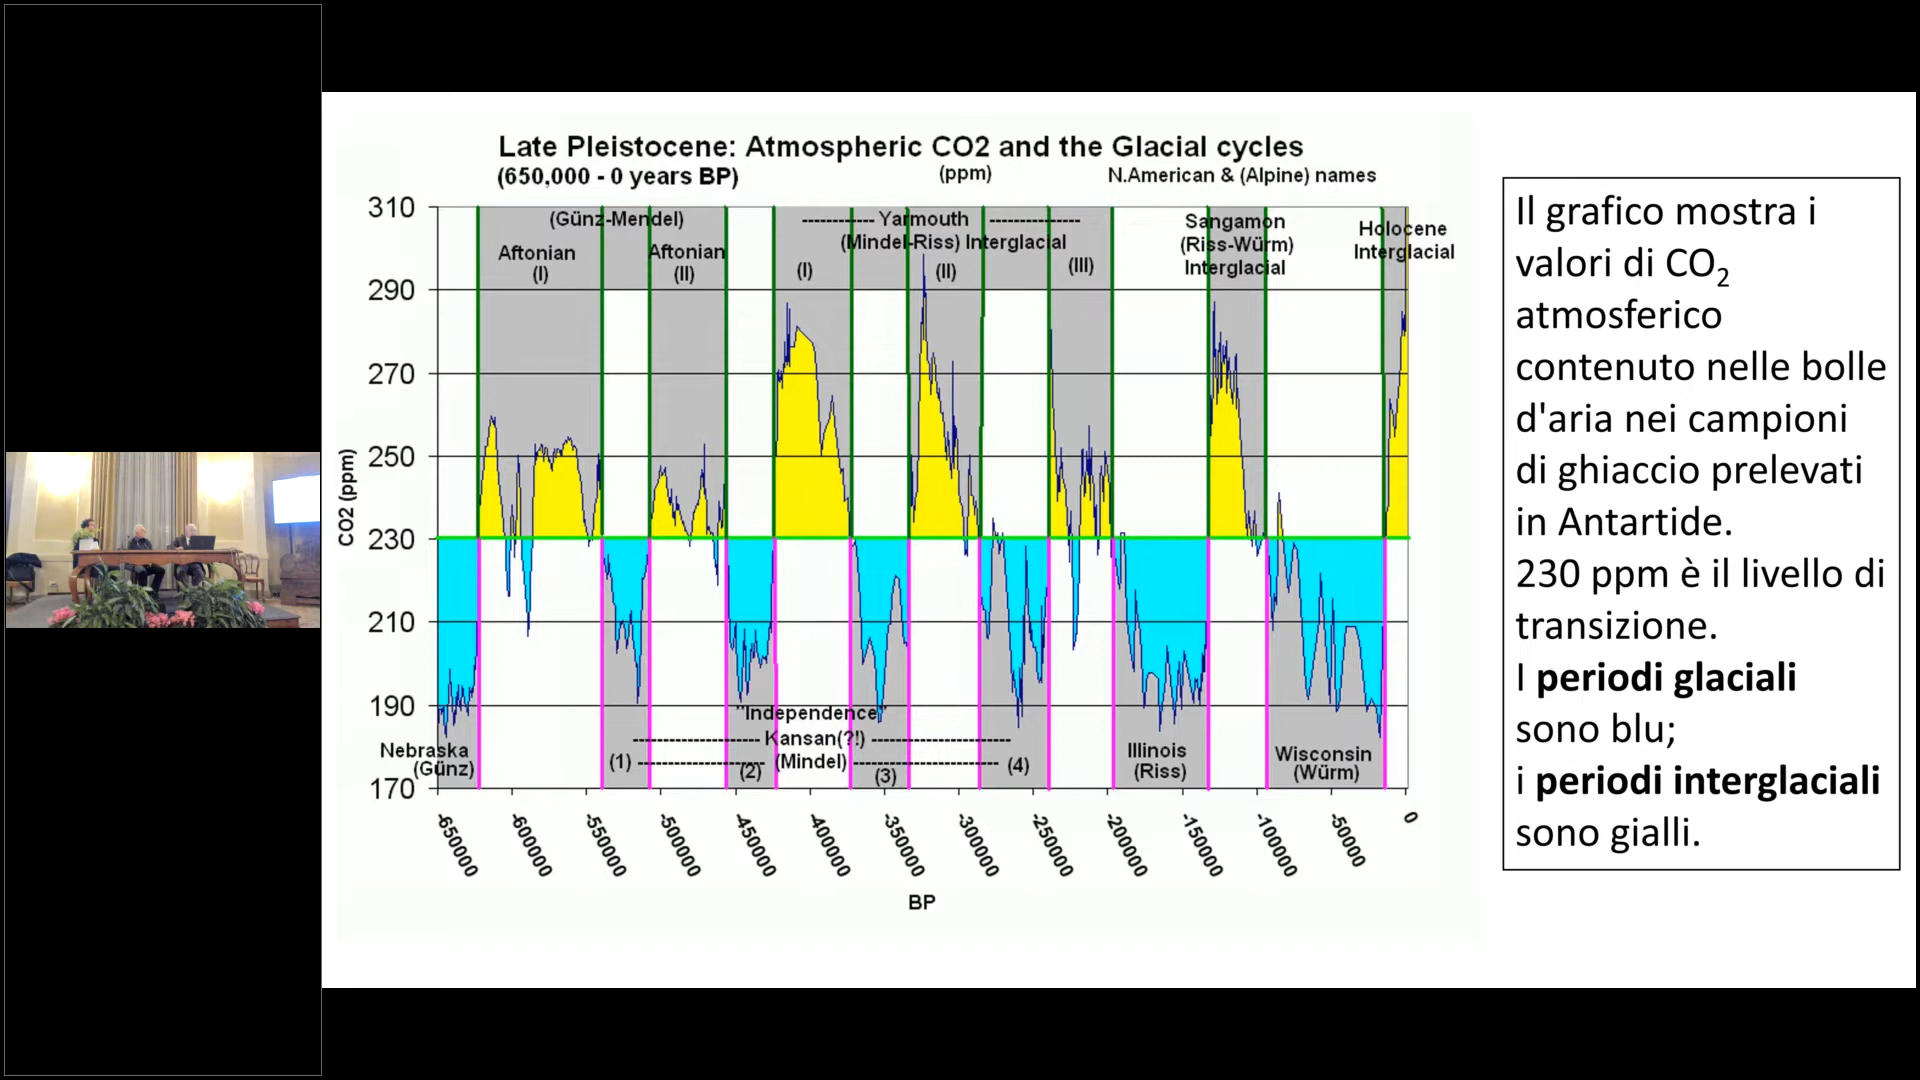 Late Pleistocene: Atmospheric CO2 and the Glacial cycles
(650,000 - 0 years BP)
(ppm)
N.American & (Alpine) names
310
290
270
250
230
210
190
170
CO2 (ppm)
(Günz-Mendel)
Aftonian
(I)
Aftonian
(II)
----------- Yarmouth --------------
(Mindel-Riss) Interglacial
(I)
(II)
(III)
Sangamon
(Riss-Würm)
Interglacial
Holocene
Interglacial
Nebraska
(Günz)
"Independence"
------------------- Kansan(?!) ---------------------
(1) ------------------- (Mindel) ---------------------- (4)
(2)
(3)
Illinois
(Riss)
Wisconsin
(Würm)
-650000
-600000
-550000
-500000
-450000
-400000
-350000
-300000
-250000
-200000
-150000
-100000
-50000
0
BP
Il grafico mostra i
valori di CO2
atmosferico
contenuto nelle bolle
d'aria nei campioni
di ghiaccio prelevati
in Antartide.
230 ppm è il livello di
transizione.
I periodi glaciali
sono blu;
i periodi interglaciali
sono gialli.